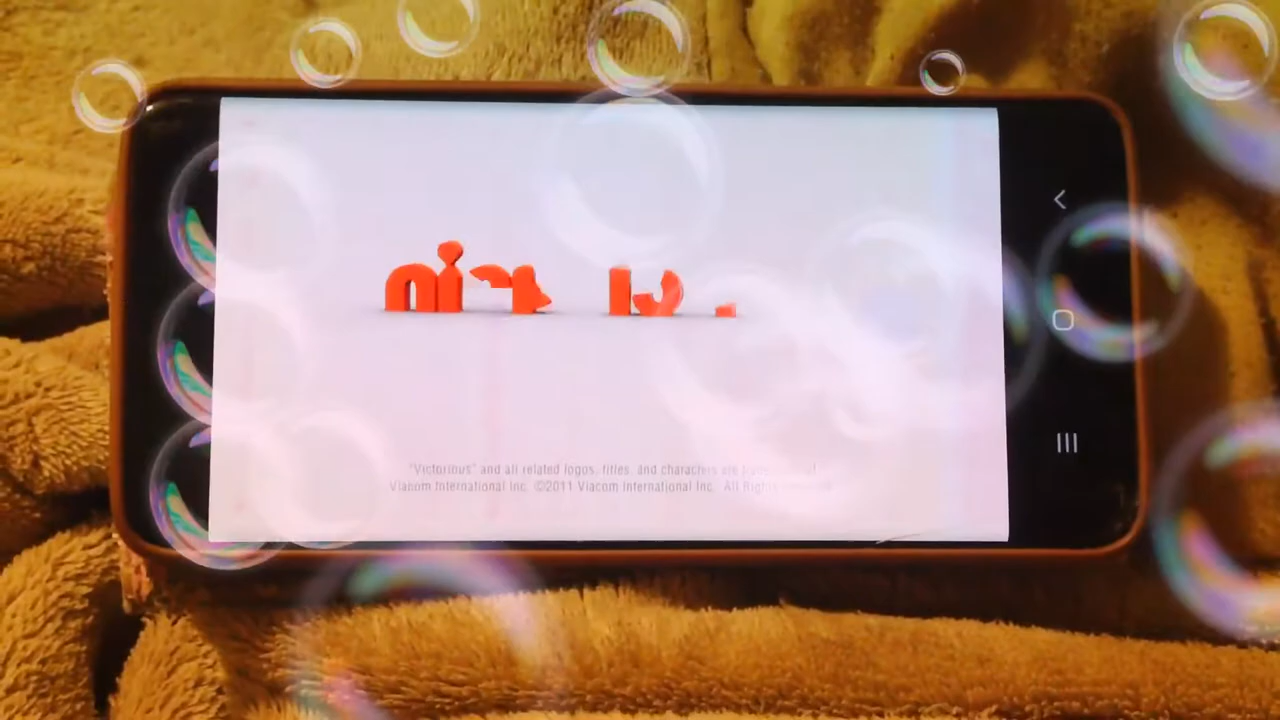 "Victorious" and all related logos, titles, and characters are
Viacom International Inc. ©2011 Viacom International Inc. All Rights